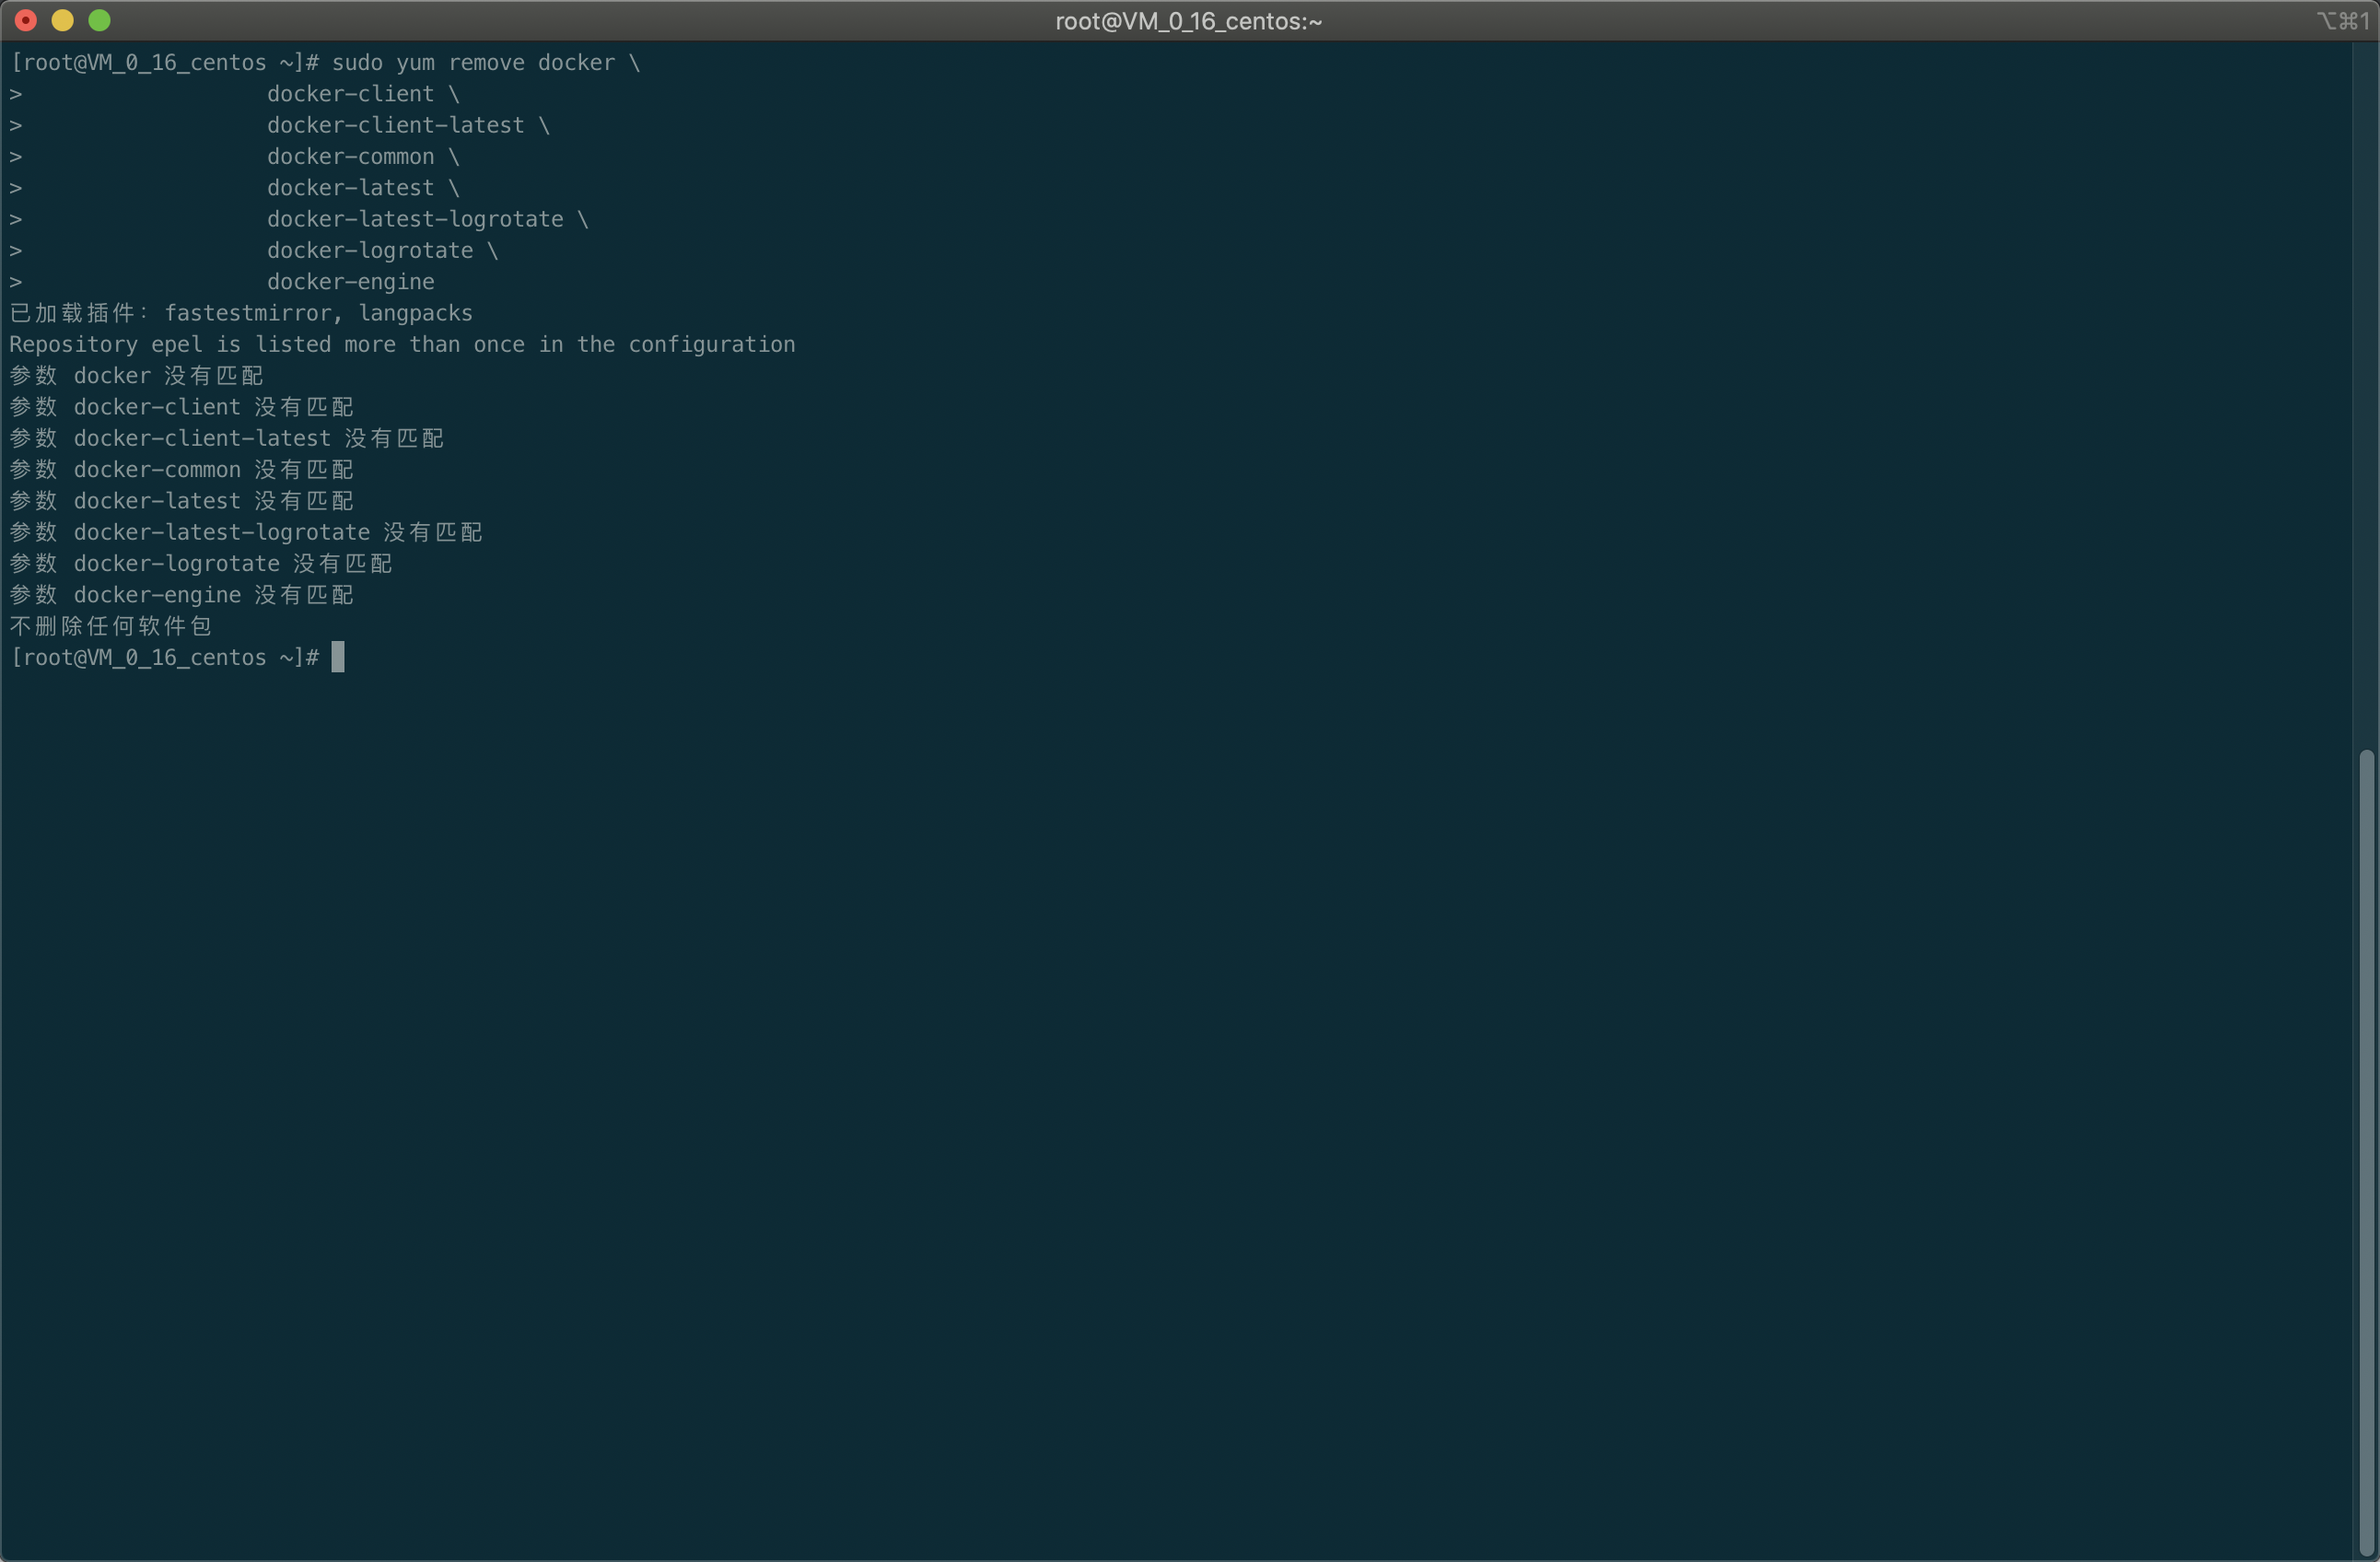 root@VM_0_16_centos:~
⌥⌘1
[root@VM_0_16_centos ~]# sudo yum remove docker \
>                   docker-client \
>                   docker-client-latest \
>                   docker-common \
>                   docker-latest \
>                   docker-latest-logrotate \
>                   docker-logrotate \
>                   docker-engine
已加载插件：fastestmirror, langpacks
Repository epel is listed more than once in the configuration
参数 docker 没有匹配
参数 docker-client 没有匹配
参数 docker-client-latest 没有匹配
参数 docker-common 没有匹配
参数 docker-latest 没有匹配
参数 docker-latest-logrotate 没有匹配
参数 docker-logrotate 没有匹配
参数 docker-engine 没有匹配
不删除任何软件包
[root@VM_0_16_centos ~]#